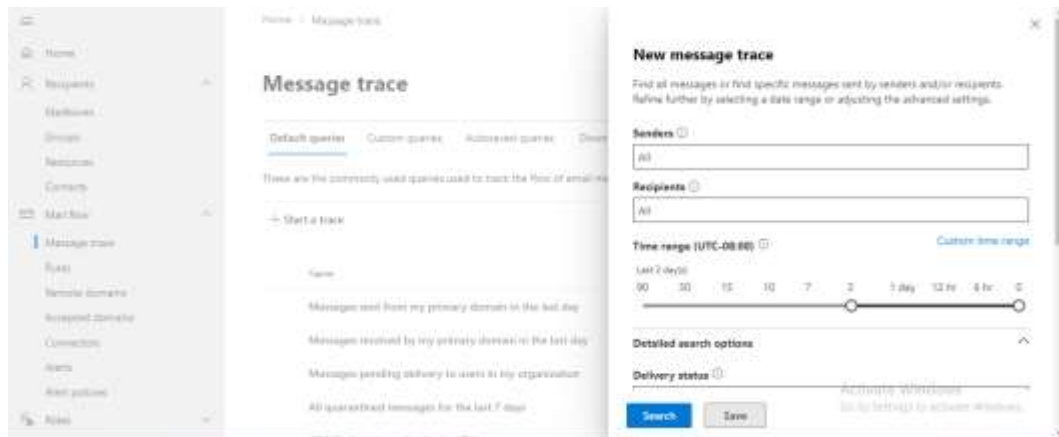 Home > Message trace
Home
Recipients
Mailboxes
Groups
Resources
Contacts
Mail flow
Message trace
Rules
Remote domains
Accepted domains
Connectors
Alerts
Alert policies
Roles
Message trace
Default queries Custom queries Autosaved queries
These are the commonly used queries used to track the flow of email
+ Start a trace
Name
Messages sent from my primary domain in the last day
Messages received by my primary domain in the last day
Messages pending delivery to users in my organization
All quarantined messages for the last 7 days
New message trace
Find all messages or find specific messages sent by senders and/or recipients.
Refine further by selecting a date range or adjusting the advanced settings.
Senders
All
Recipients
All
Time range (UTC-08:00) Custom time range
Last 2 day(s)
90 30 15 10 7 2 1 day 12 hr 6 hr 0
Detailed search options
Delivery status
Activate Windows
Go to Settings to activate Windows.
Search Save